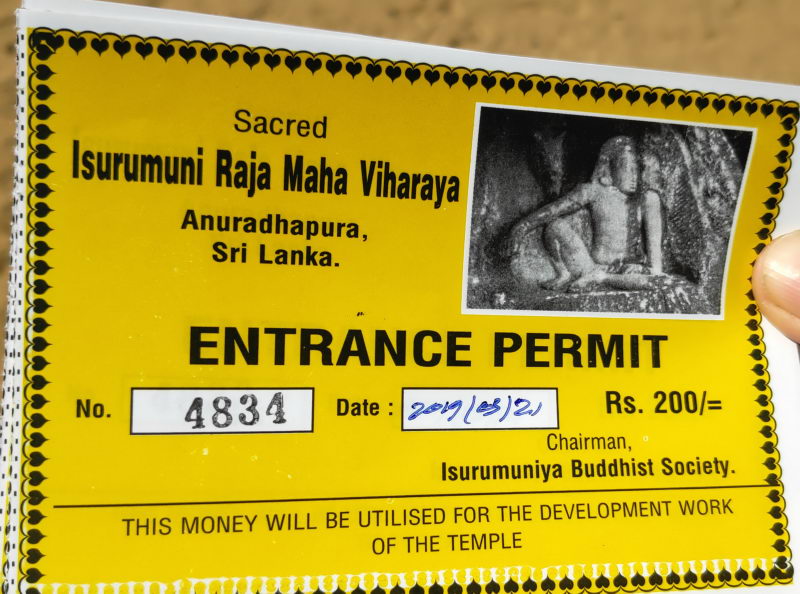 Sacred
Isurumuni Raja Maha Viharaya
Anuradhapura,
Sri Lanka.
ENTRANCE PERMIT
No. 4834 Date : 2019/03/21 Rs. 200/=
Chairman,
Isurumuniya Buddhist Society.
THIS MONEY WILL BE UTILISED FOR THE DEVELOPMENT WORK
OF THE TEMPLE